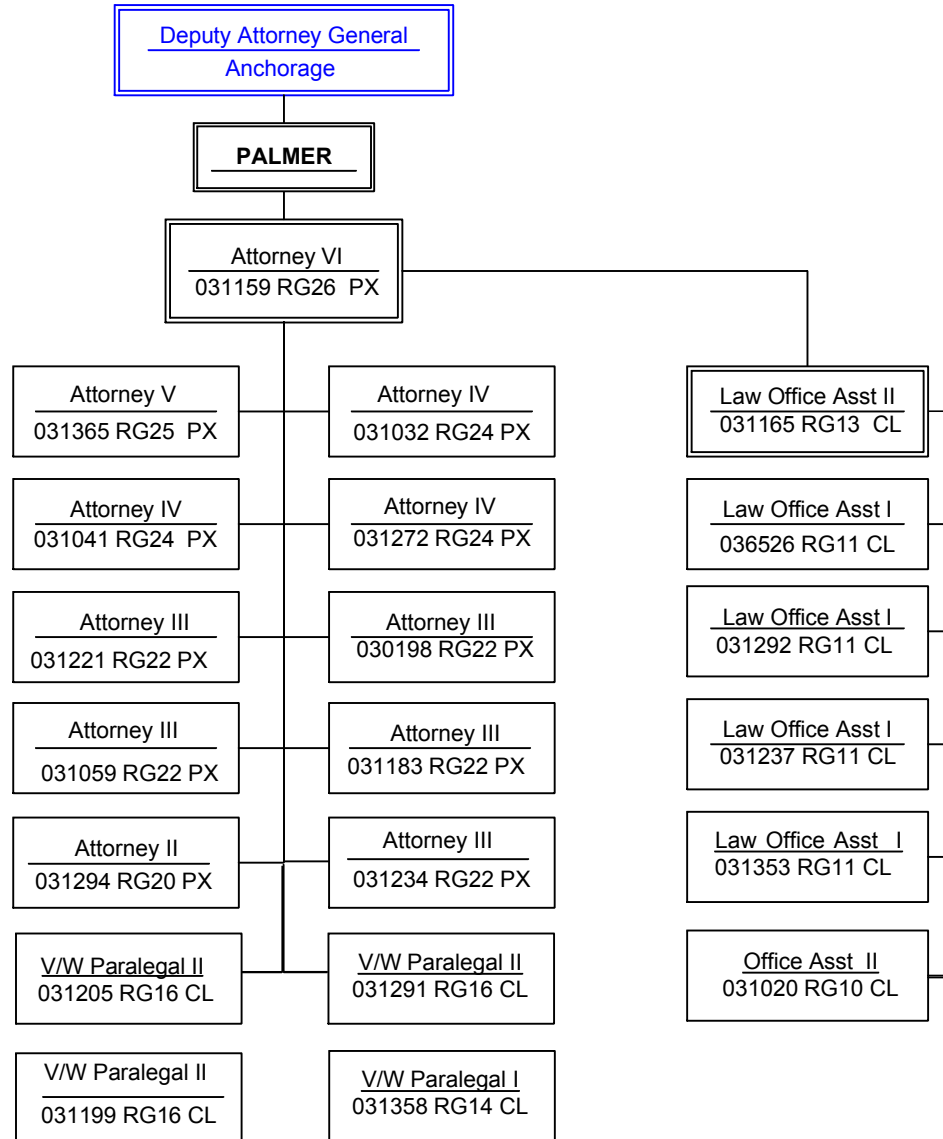 Deputy Attorney General
Anchorage
PALMER
Attorney VI
031159 RG26 PX
Attorney V
031365 RG25 PX
Attorney IV
031032 RG24 PX
Law Office Asst II
031165 RG13 CL
Attorney IV
031041 RG24 PX
Attorney IV
031272 RG24 PX
Law Office Asst I
036526 RG11 CL
Attorney III
031221 RG22 PX
Attorney III
030198 RG22 PX
Law Office Asst I
031292 RG11 CL
Attorney III
031059 RG22 PX
Attorney III
031183 RG22 PX
Law Office Asst I
031237 RG11 CL
Attorney II
031294 RG20 PX
Attorney III
031234 RG22 PX
Law Office Asst I
031353 RG11 CL
V/W Paralegal II
031205 RG16 CL
V/W Paralegal II
031291 RG16 CL
Office Asst II
031020 RG10 CL
V/W Paralegal II
031199 RG16 CL
V/W Paralegal I
031358 RG14 CL